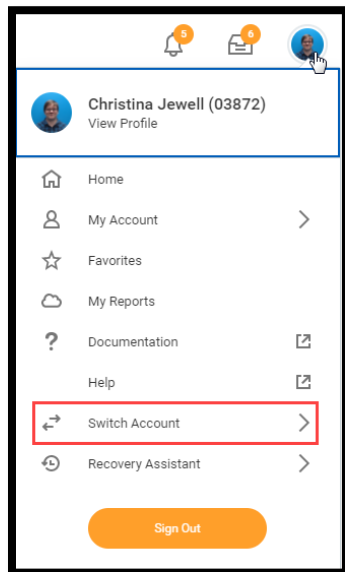 5
6
Christina Jewell (03872)
View Profile
Home
My Account
Favorites
My Reports
? Documentation
Help
Switch Account
Recovery Assistant
Sign Out